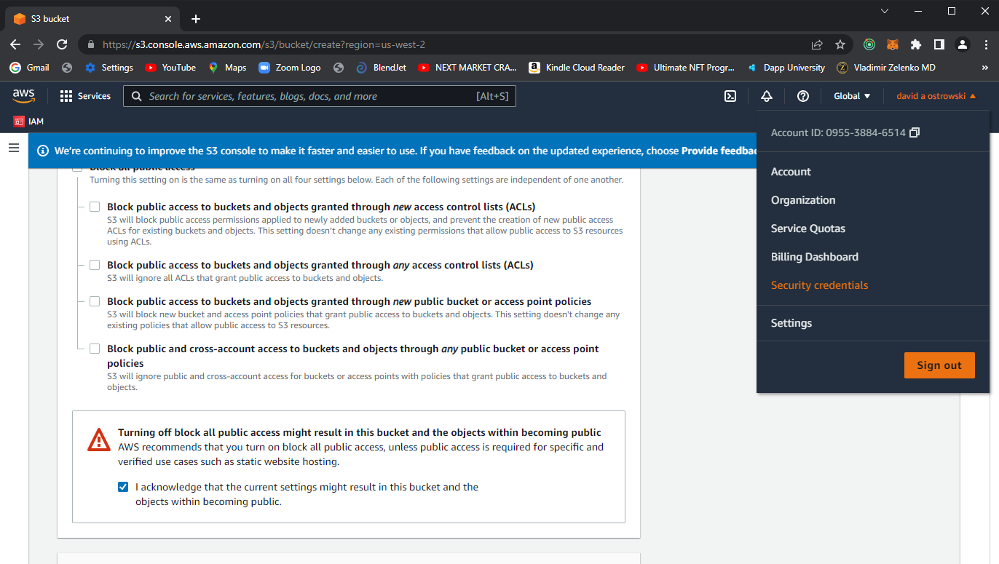 S3 bucket
https://s3.console.aws.amazon.com/s3/bucket/create?region=us-west-2
Gmail Settings YouTube Maps Zoom Logo BlendJet NEXT MARKET CRA... Kindle Cloud Reader Ultimate NFT Progr... Dapp University Vladimir Zelenko MD »
aws Services Search for services, features, blogs, docs, and more [Alt+S] Global ▼ david a ostrowski ▲
IAM
We're continuing to improve the S3 console to make it faster and easier to use. If you have feedback on the updated experience, choose Provide feedbac
Block all public access
Turning this setting on is the same as turning on all four settings below. Each of the following settings are independent of one another.
Block public access to buckets and objects granted through new access control lists (ACLs)
S3 will block public access permissions applied to newly added buckets or objects, and prevent the creation of new public access
ACLs for existing buckets and objects. This setting doesn't change any existing permissions that allow public access to S3 resources
using ACLs.
Block public access to buckets and objects granted through any access control lists (ACLs)
S3 will ignore all ACLs that grant public access to buckets and objects.
Block public access to buckets and objects granted through new public bucket or access point policies
S3 will block new bucket and access point policies that grant public access to buckets and objects. This setting doesn't change any
existing policies that allow public access to S3 resources.
Block public and cross-account access to buckets and objects through any public bucket or access point
policies
S3 will ignore public and cross-account access for buckets or access points with policies that grant public access to buckets and
objects.
Turning off block all public access might result in this bucket and the objects within becoming public
AWS recommends that you turn on block all public access, unless public access is required for specific and
verified use cases such as static website hosting.
I acknowledge that the current settings might result in this bucket and the
objects within becoming public.
Account ID: 0955-3884-6514
Account
Organization
Service Quotas
Billing Dashboard
Security credentials
Settings
Sign out